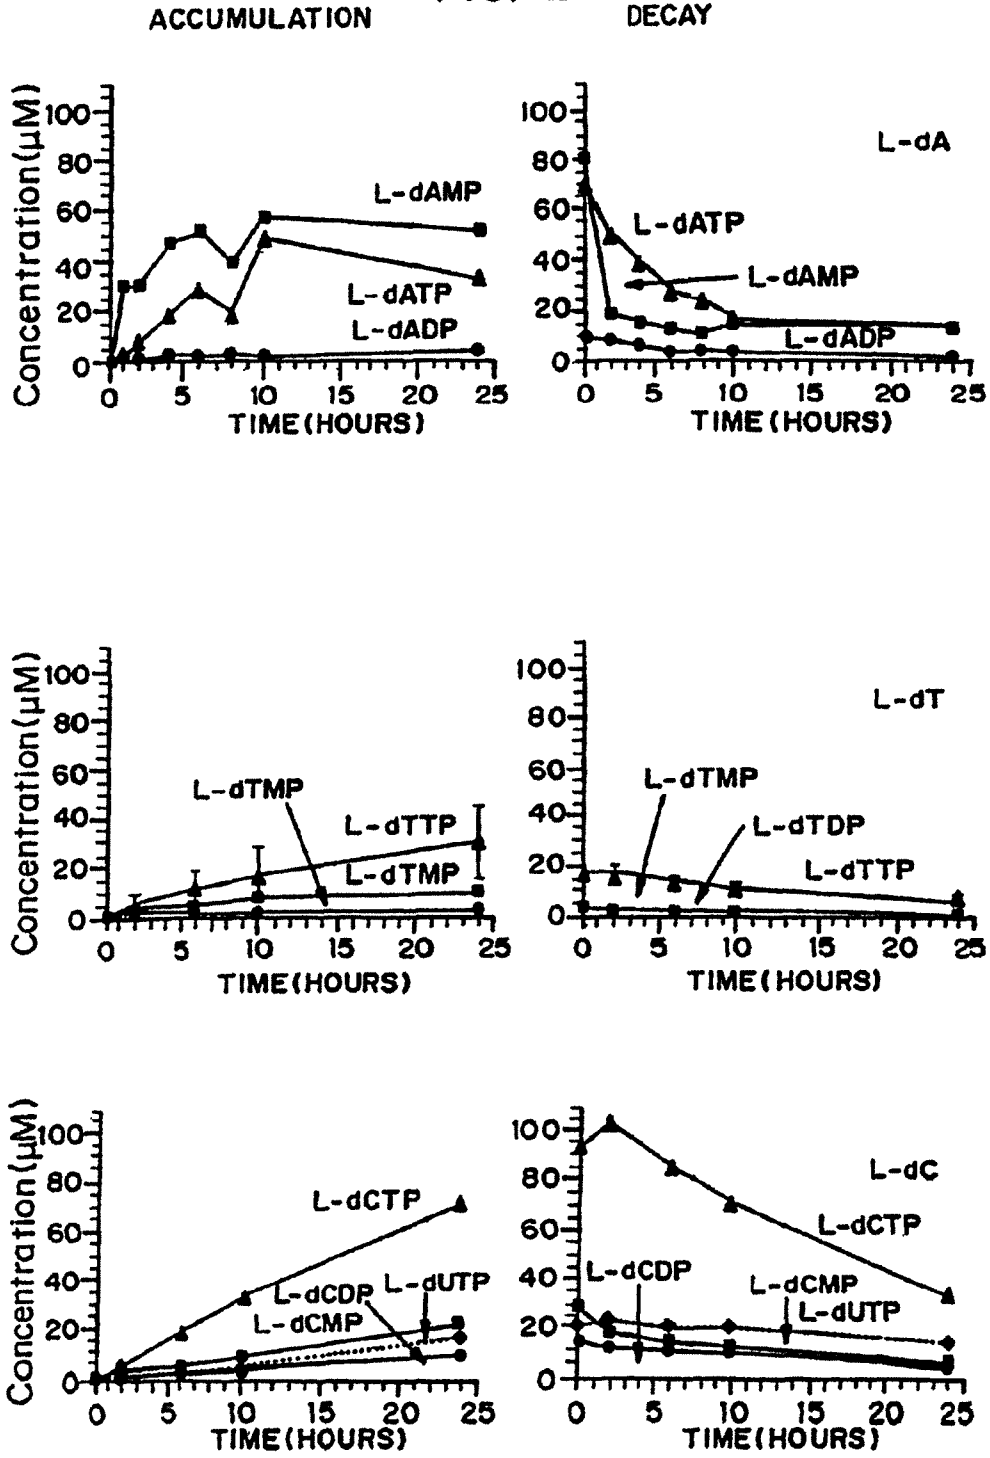 ACCUMULATION
DECAY
Concentration(µM)
100
80
60
40
20
0
L-dAMP
L-dATP
L-dADP
0 5 10 15 20 25
TIME(HOURS)
100
80
60
40
20
0
L-dA
L-dATP
L-dAMP
L-dADP
0 5 10 15 20 25
TIME(HOURS)
Concentration(µM)
100
80
60
40
20
0
L-dTMP
L-dTTP
L-dTMP
0 5 10 15 20 25
TIME(HOURS)
100
80
60
40
20
0
L-dT
L-dTMP
L-dTDP
L-dTTP
0 5 10 15 20 25
TIME(HOURS)
Concentration(µM)
100
80
60
40
20
0
L-dCTP
L-dCDP
L-dUTP
L-dCMP
0 5 10 15 20 25
TIME(HOURS)
100
80
60
40
20
0
L-dC
L-dCTP
L-dCDP
L-dCMP
L-dUTP
0 5 10 15 20 25
TIME(HOURS)